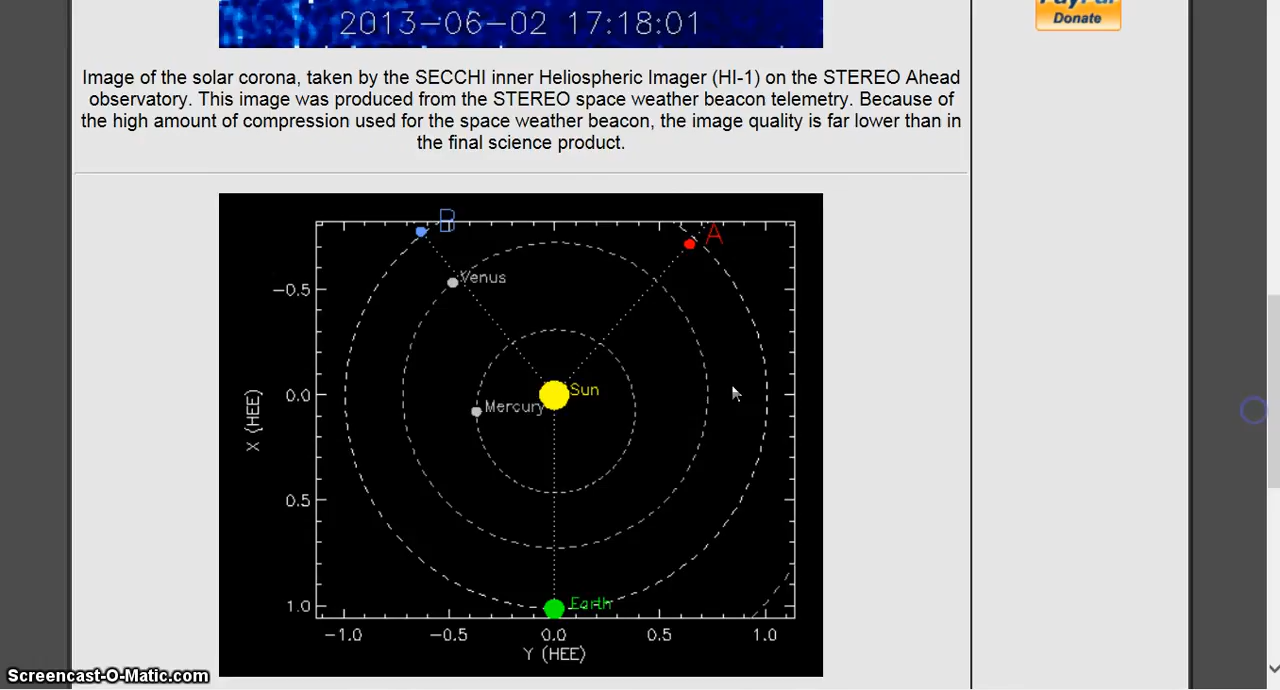 PayPal
Donate
2013-06-02 17:18:01
Image of the solar corona, taken by the SECCHI inner Heliospheric Imager (HI-1) on the STEREO Ahead
observatory. This image was produced from the STEREO space weather beacon telemetry. Because of
the high amount of compression used for the space weather beacon, the image quality is far lower than in
the final science product.
B
A
Venus
−0.5
Sun
0.0
Mercury
X (HEE)
0.5
Earth
1.0
−1.0 −0.5 0.0 0.5 1.0
Y (HEE)
Screencast-O-Matic.com